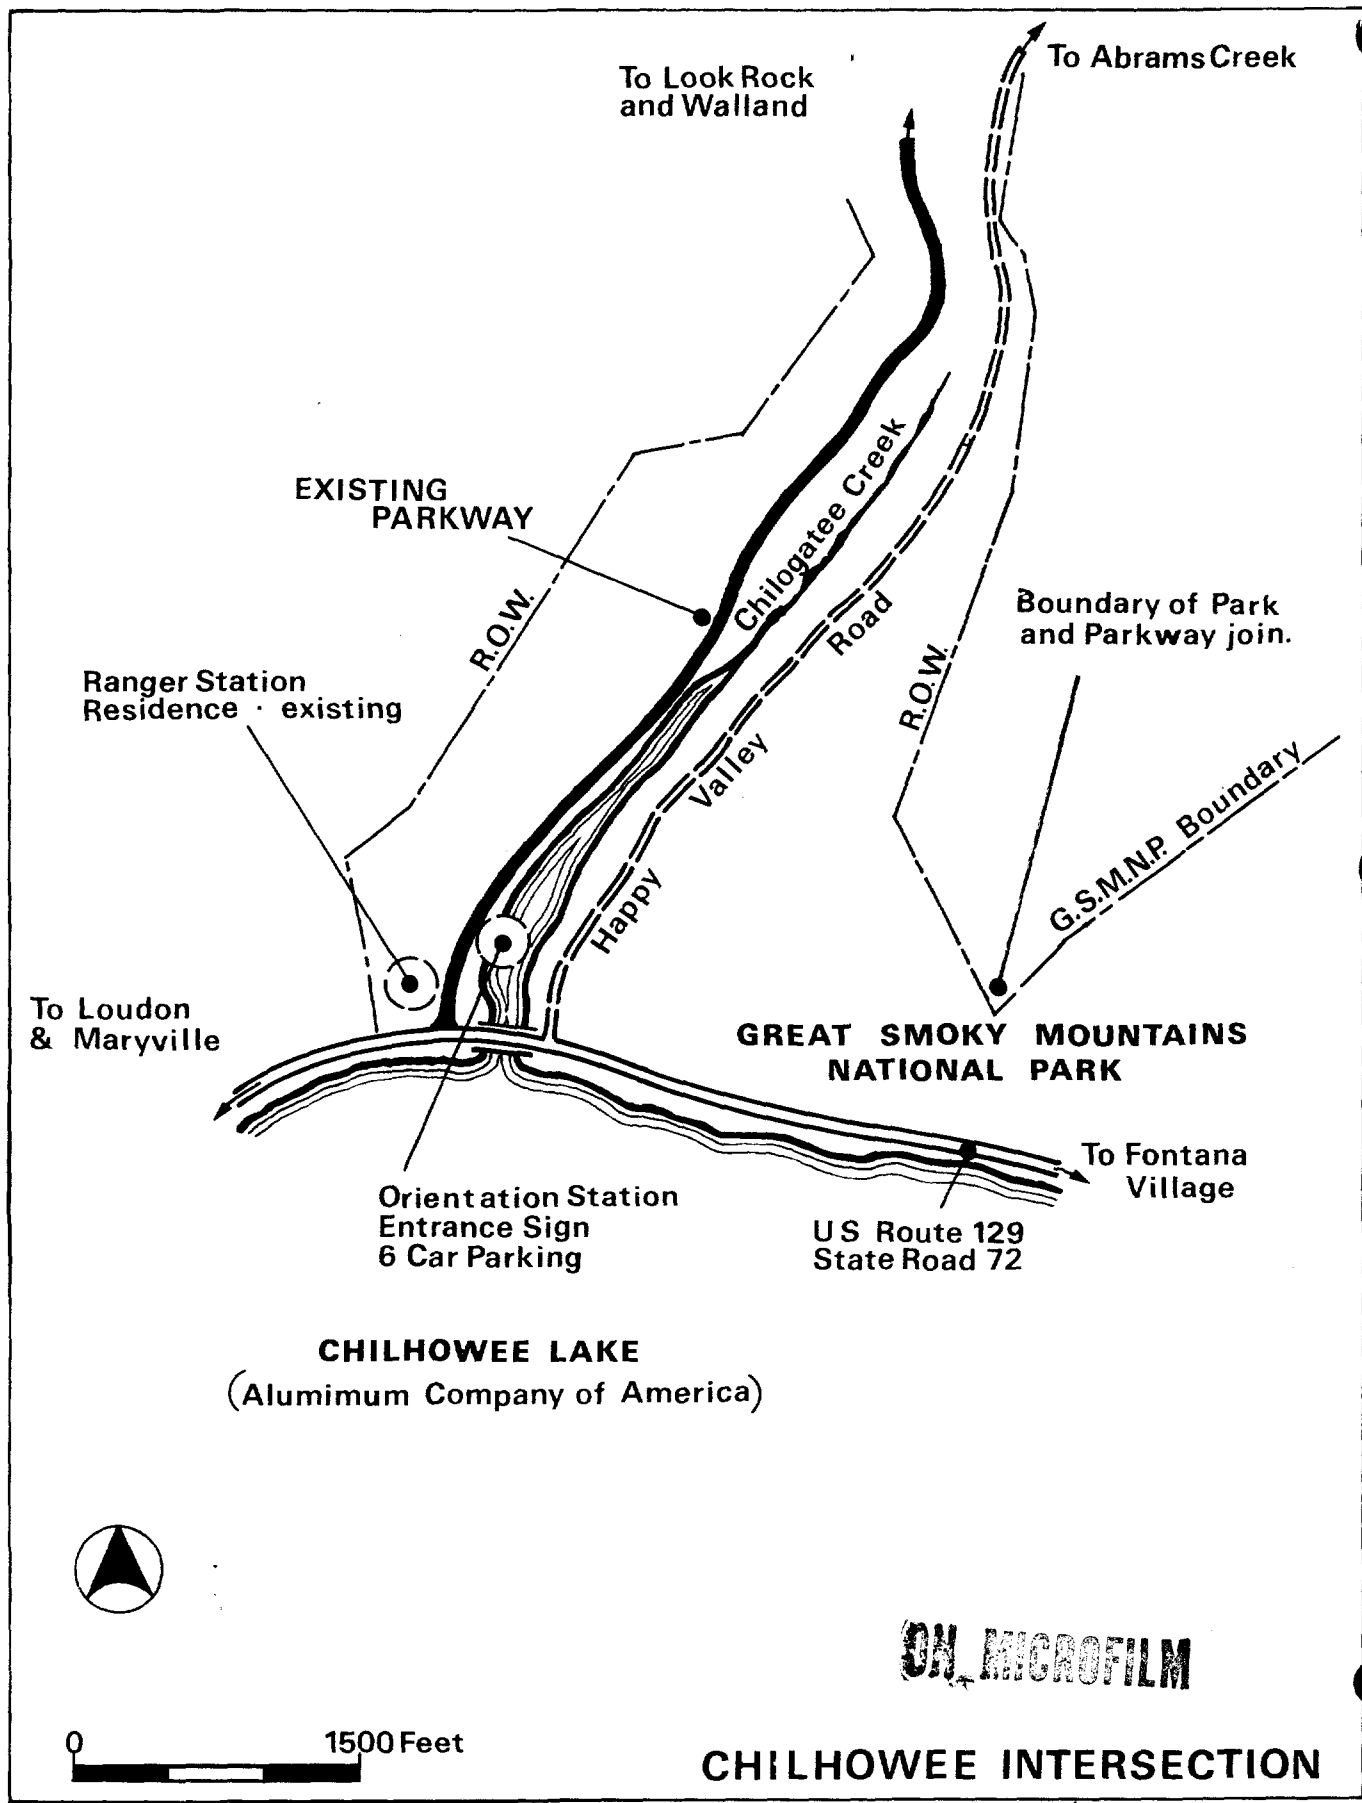 To Abrams Creek
To Look Rock
and Walland
EXISTING
PARKWAY
Chilogatee Creek
R.O.W.
Happy Valley Road
R.O.W.
Boundary of Park
and Parkway join.
Ranger Station
Residence · existing
G.S.M.N.P. Boundary
To Loudon
& Maryville
GREAT SMOKY MOUNTAINS
NATIONAL PARK
To Fontana
Village
Orientation Station
Entrance Sign
6 Car Parking
US Route 129
State Road 72
CHILHOWEE LAKE
(Alumimum Company of America)
ON MICROFILM
0 1500 Feet
CHILHOWEE INTERSECTION